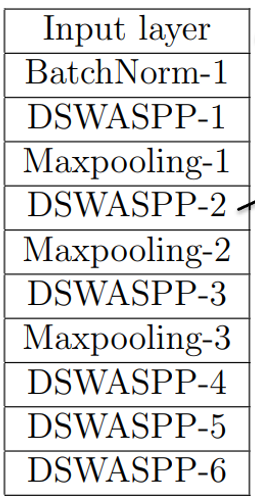 Input layer
BatchNorm-1
DSWASPP-1
Maxpooling-1
DSWASPP-2
Maxpooling-2
DSWASPP-3
Maxpooling-3
DSWASPP-4
DSWASPP-5
DSWASPP-6